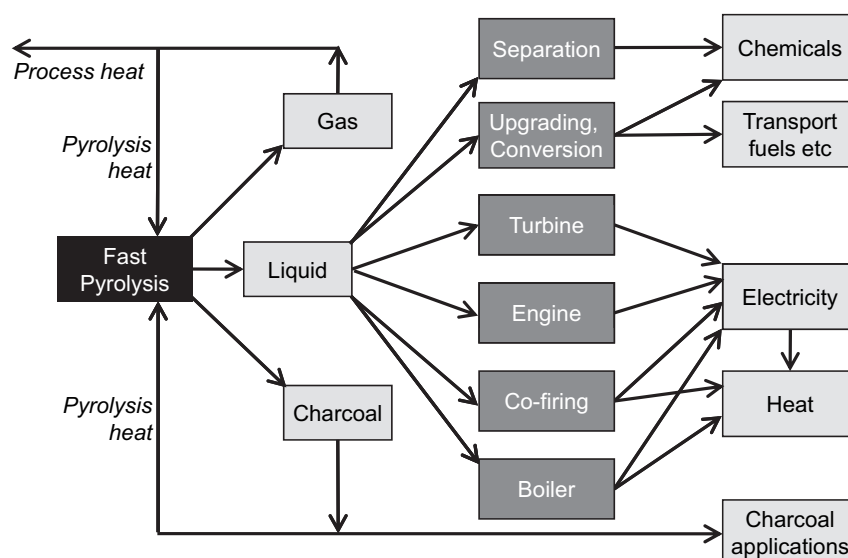 Process heat
Pyrolysis
heat
Gas
Fast
Pyrolysis
Liquid
Pyrolysis
heat
Charcoal
Separation
Upgrading,
Conversion
Turbine
Engine
Co-firing
Boiler
Chemicals
Transport
fuels etc
Electricity
Heat
Charcoal
applications